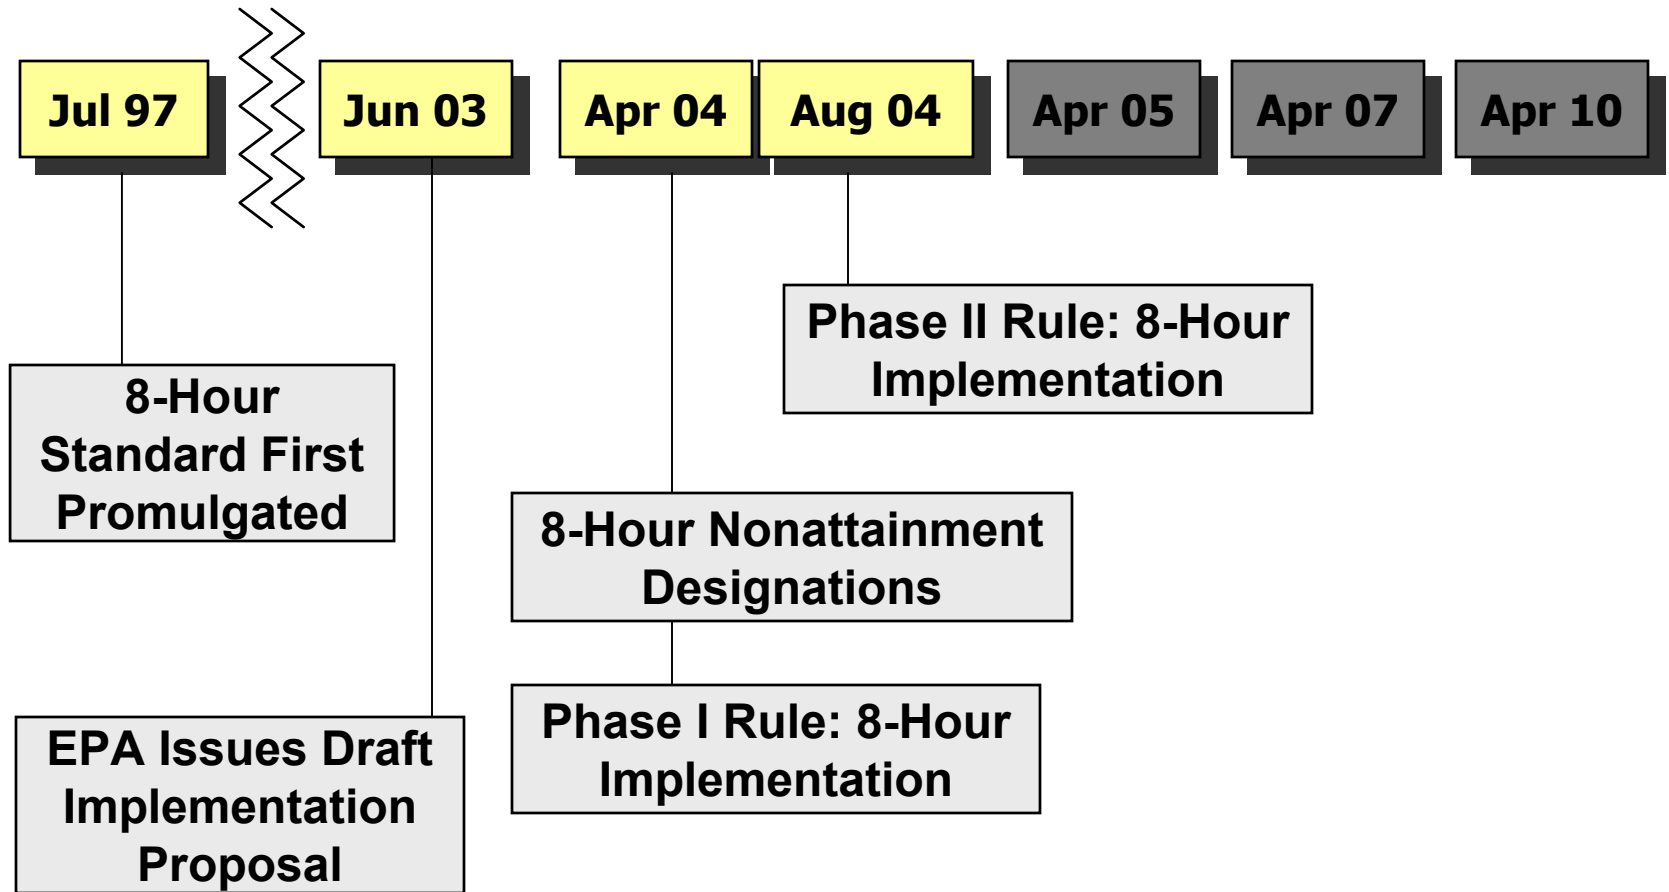 Jul 97
Jun 03
Apr 04
Aug 04
Apr 05
Apr 07
Apr 10
Phase II Rule: 8-Hour
Implementation
8-Hour
Standard First
Promulgated
8-Hour Nonattainment
Designations
Phase I Rule: 8-Hour
Implementation
EPA Issues Draft
Implementation
Proposal